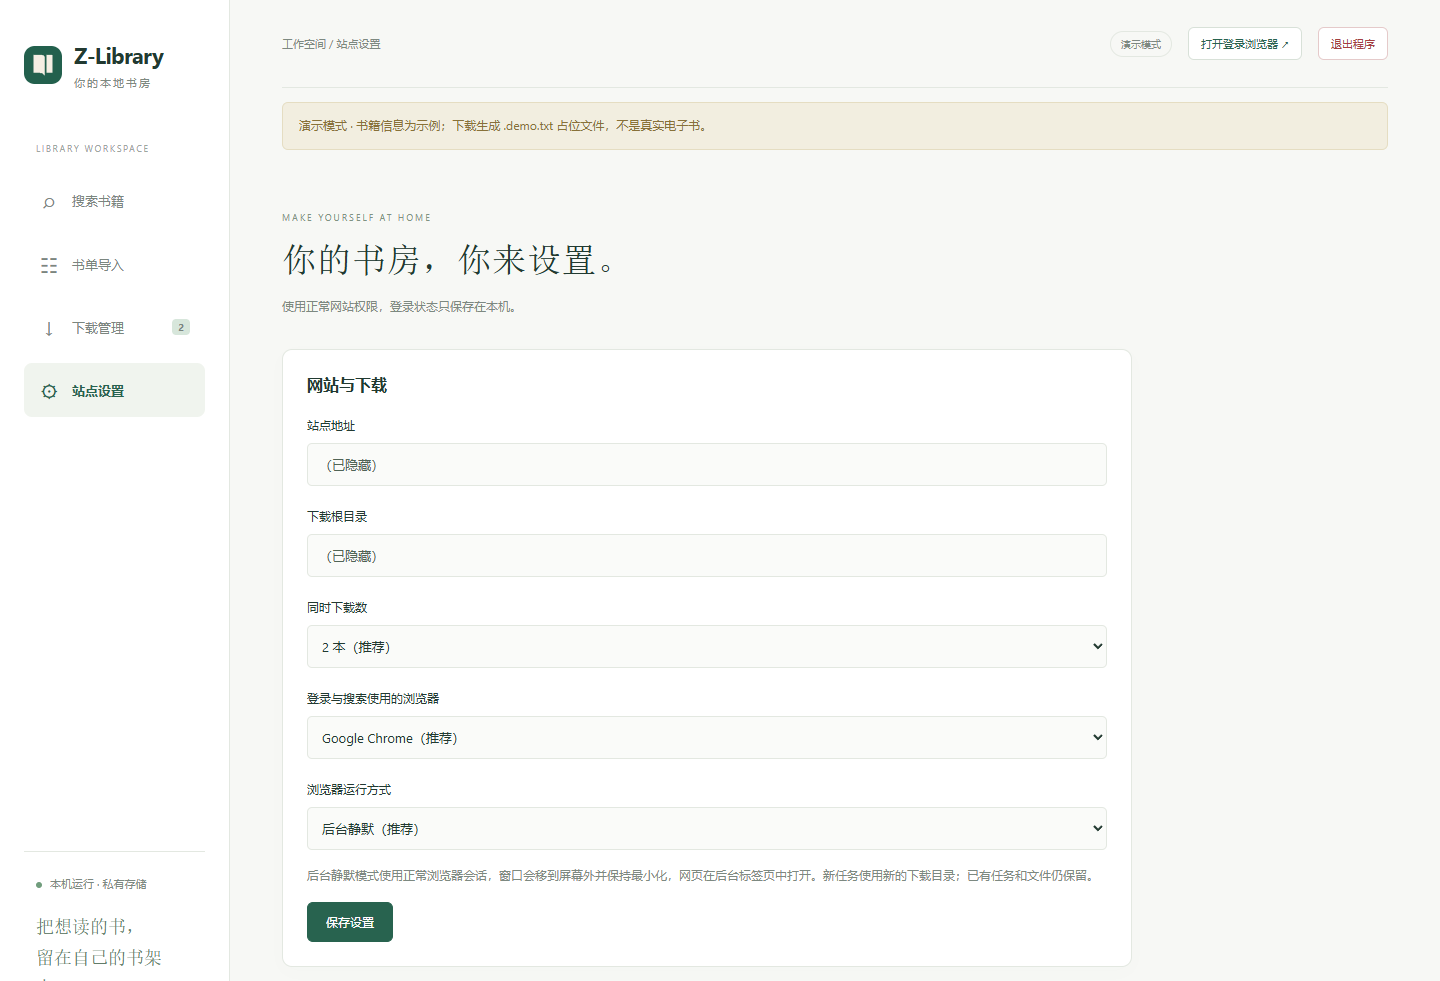 Z-Library
你的本地书房
LIBRARY WORKSPACE
搜索书籍
书单导入
下载管理 2
站点设置
本机运行 · 私有存储
把想读的书，
留在自己的书架
工作空间 / 站点设置
演示模式
打开登录浏览器 ↗
退出程序
演示模式 · 书籍信息为示例；下载生成 .demo.txt 占位文件，不是真实电子书。
MAKE YOURSELF AT HOME
你的书房，你来设置。
使用正常网站权限，登录状态只保存在本机。
网站与下载
站点地址
（已隐藏）
下载根目录
（已隐藏）
同时下载数
2 本（推荐）
登录与搜索使用的浏览器
Google Chrome（推荐）
浏览器运行方式
后台静默（推荐）
后台静默模式使用正常浏览器会话，窗口会移到屏幕外并保持最小化，网页在后台标签页中打开。新任务使用新的下载目录；已有任务和文件仍保留。
保存设置